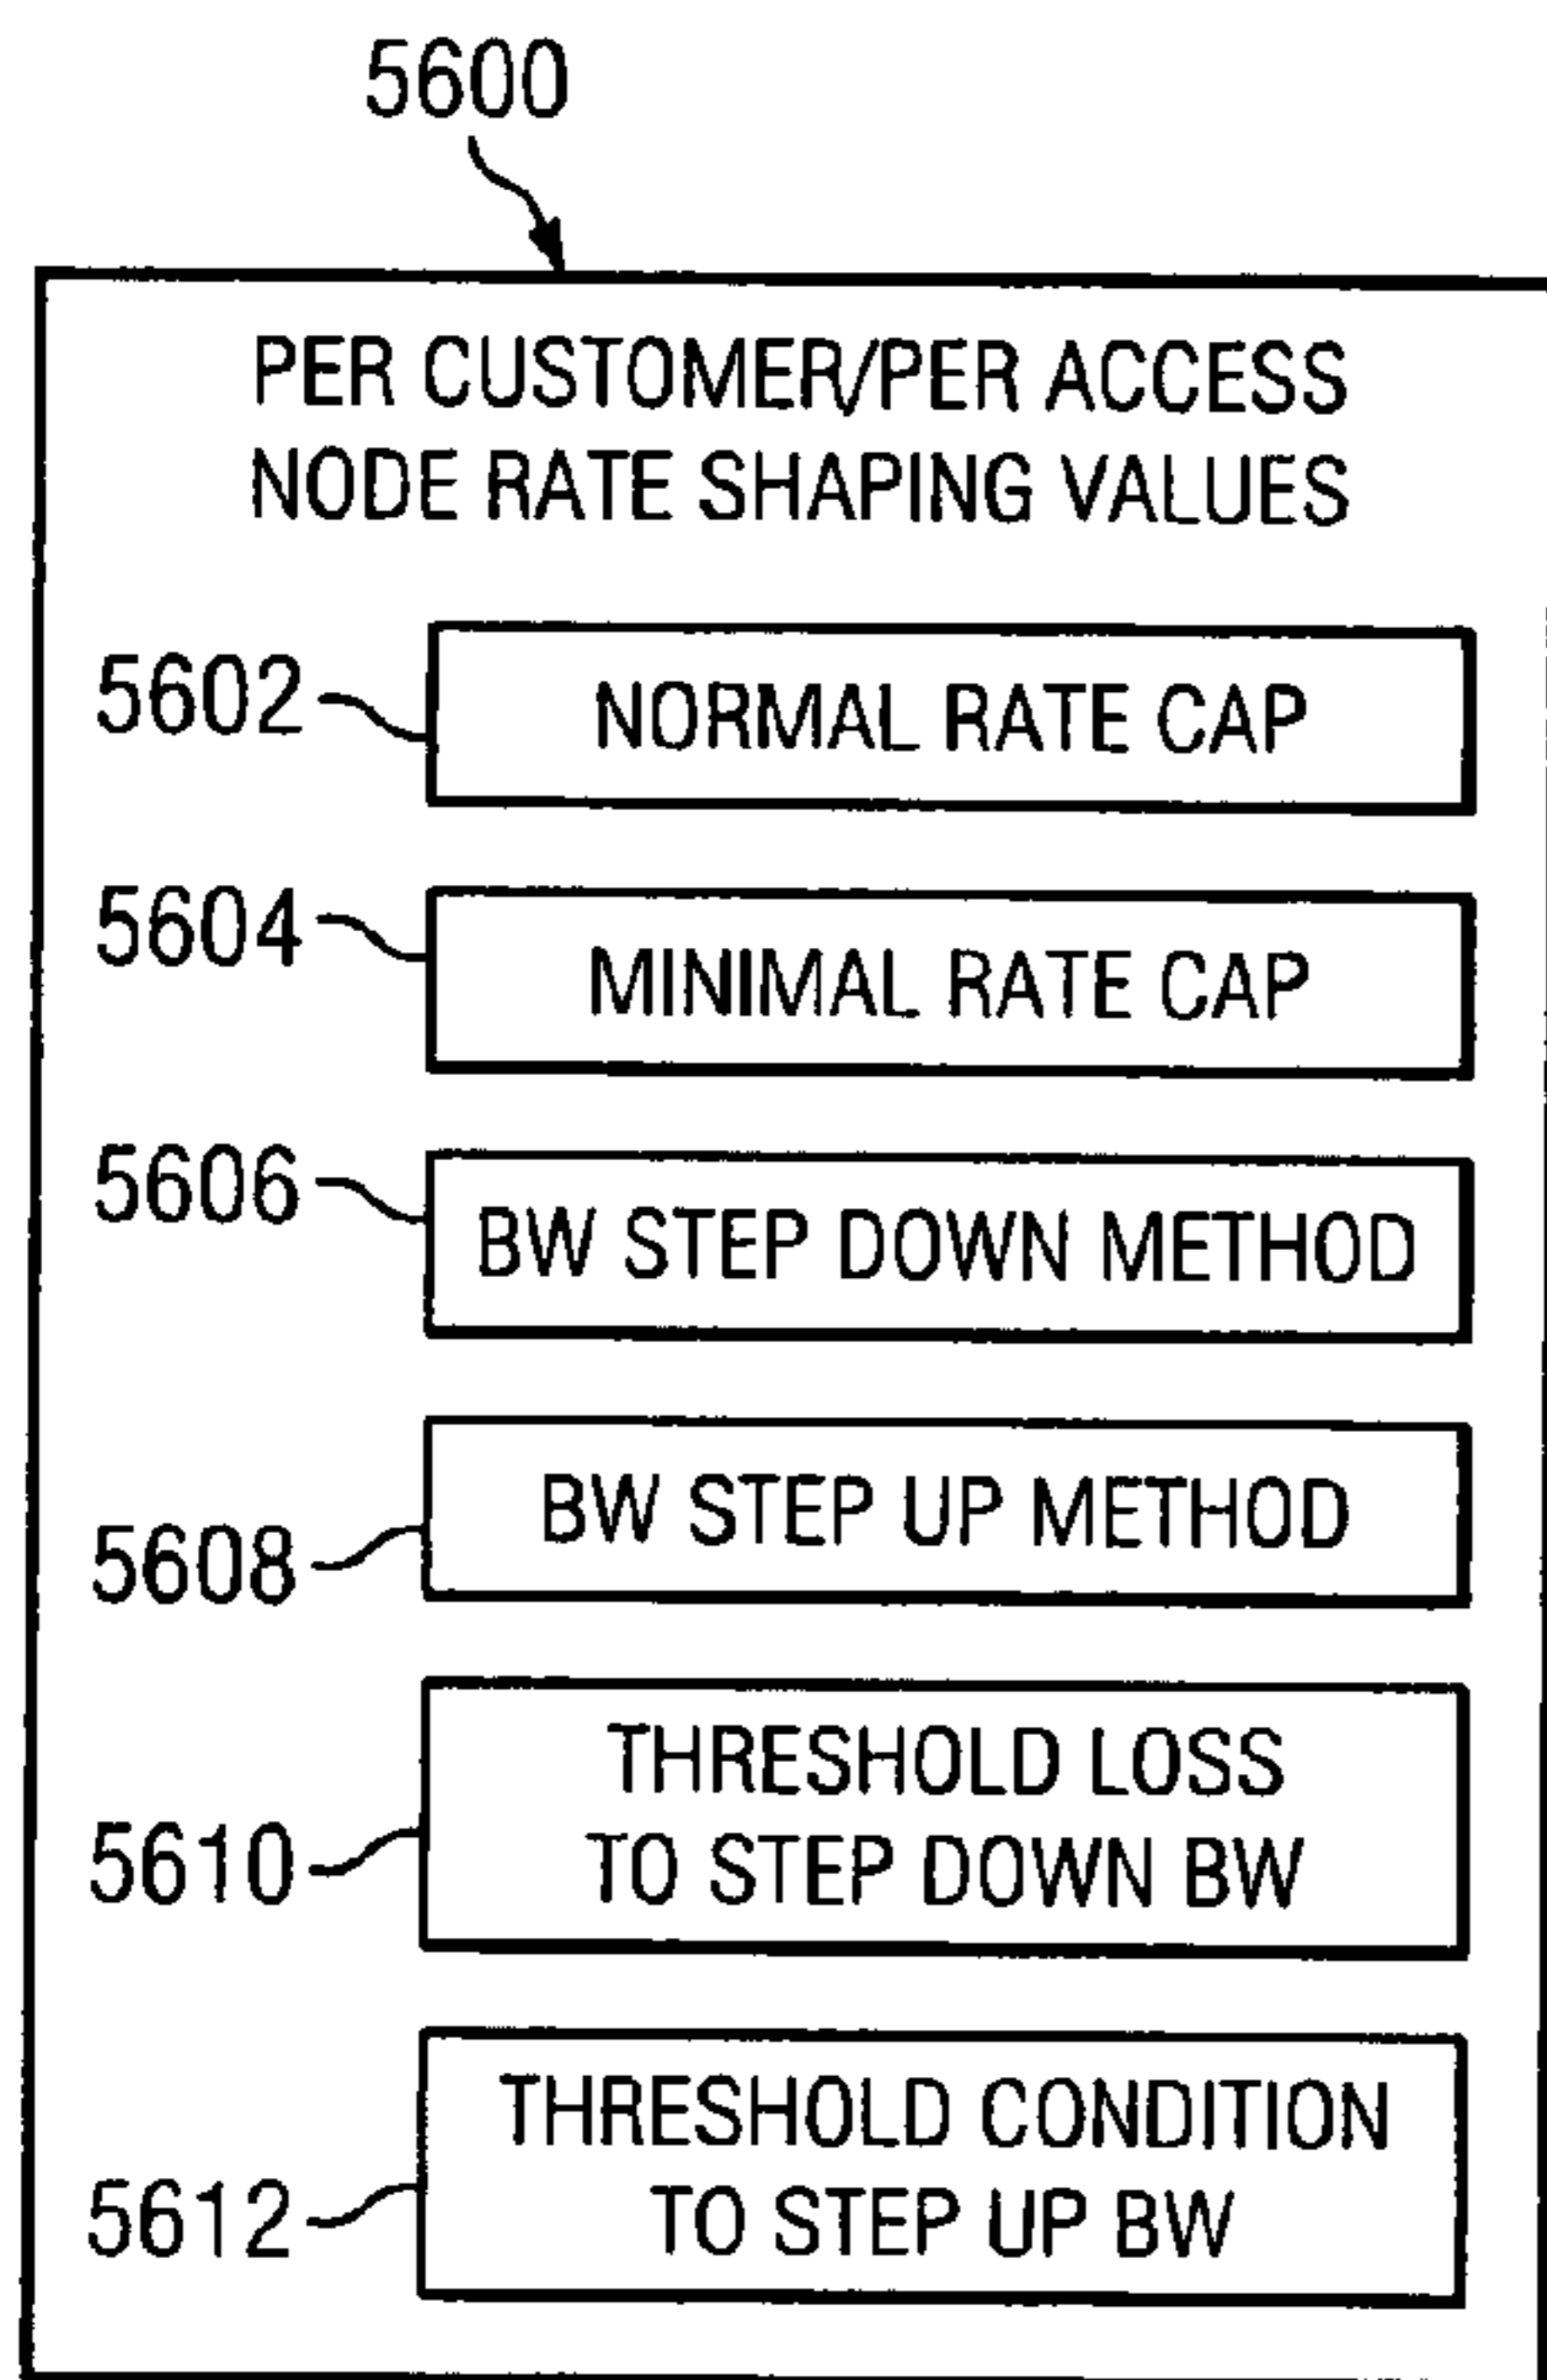 5600
PER CUSTOMER/PER ACCESS
NODE RATE SHAPING VALUES
5602
NORMAL RATE CAP
5604
MINIMAL RATE CAP
5606
BW STEP DOWN METHOD
BW STEP UP METHOD
5608
THRESHOLD LOSS
TO STEP DOWN BW
5610
THRESHOLD CONDITION
TO STEP UP BW
5612